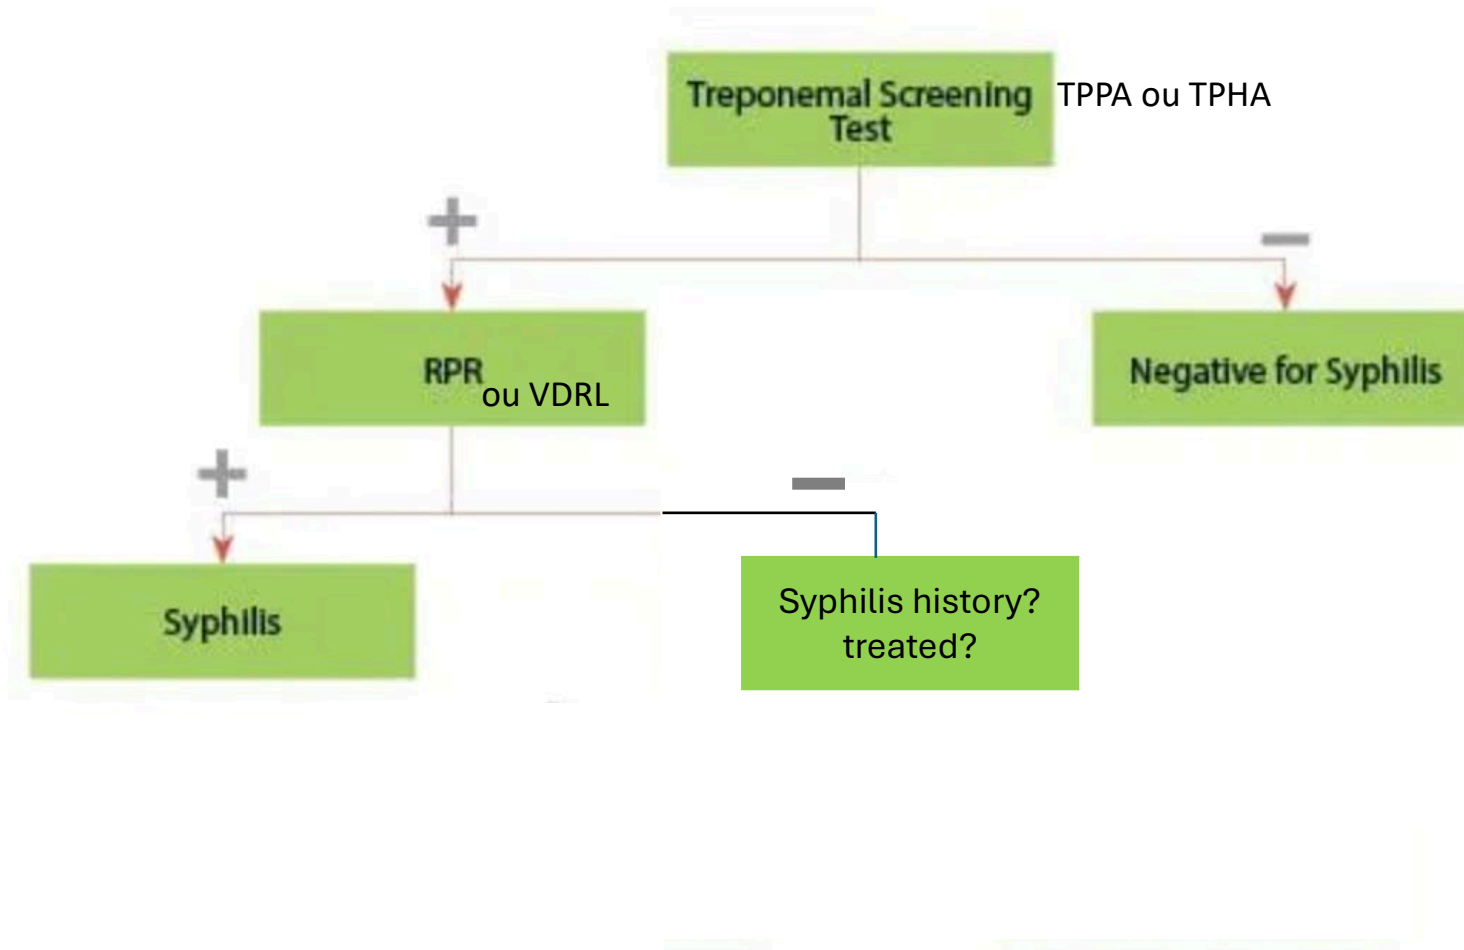 Treponemal Screening
Test
TPPA ou TPHA
+
−
RPR
ou VDRL
Negative for Syphilis
+
−
Syphilis
Syphilis history?
treated?